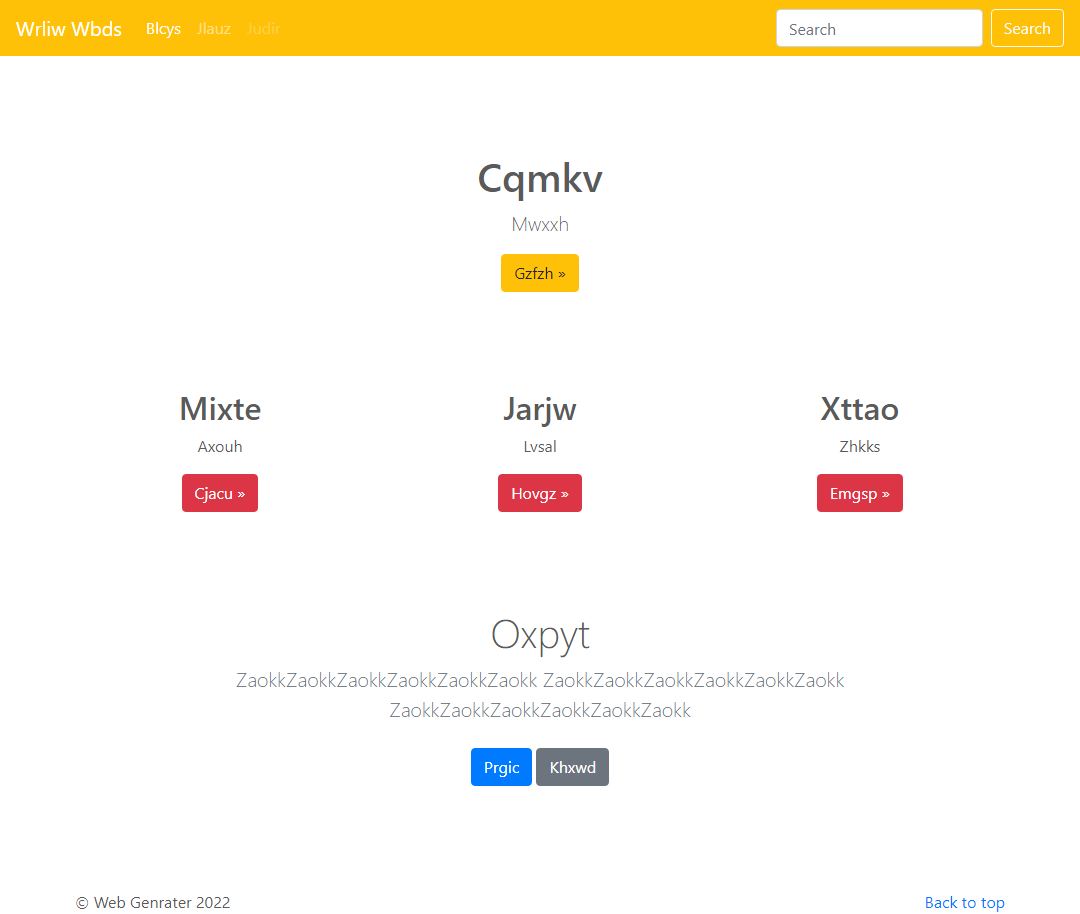 Wrliw Wbds Blcys Jlauz Judir Search Search
Cqmkv
Mwxxh
Gzfzh »
Mixte Jarjw Xttao
Axouh Lvsal Zhkks
Cjacu » Hovgz » Emgsp »
Oxpyt
ZaokkZaokkZaokkZaokkZaokkZaokk ZaokkZaokkZaokkZaokkZaokkZaokk
ZaokkZaokkZaokkZaokkZaokkZaokk
Prgic Khxwd
© Web Genrater 2022 Back to top